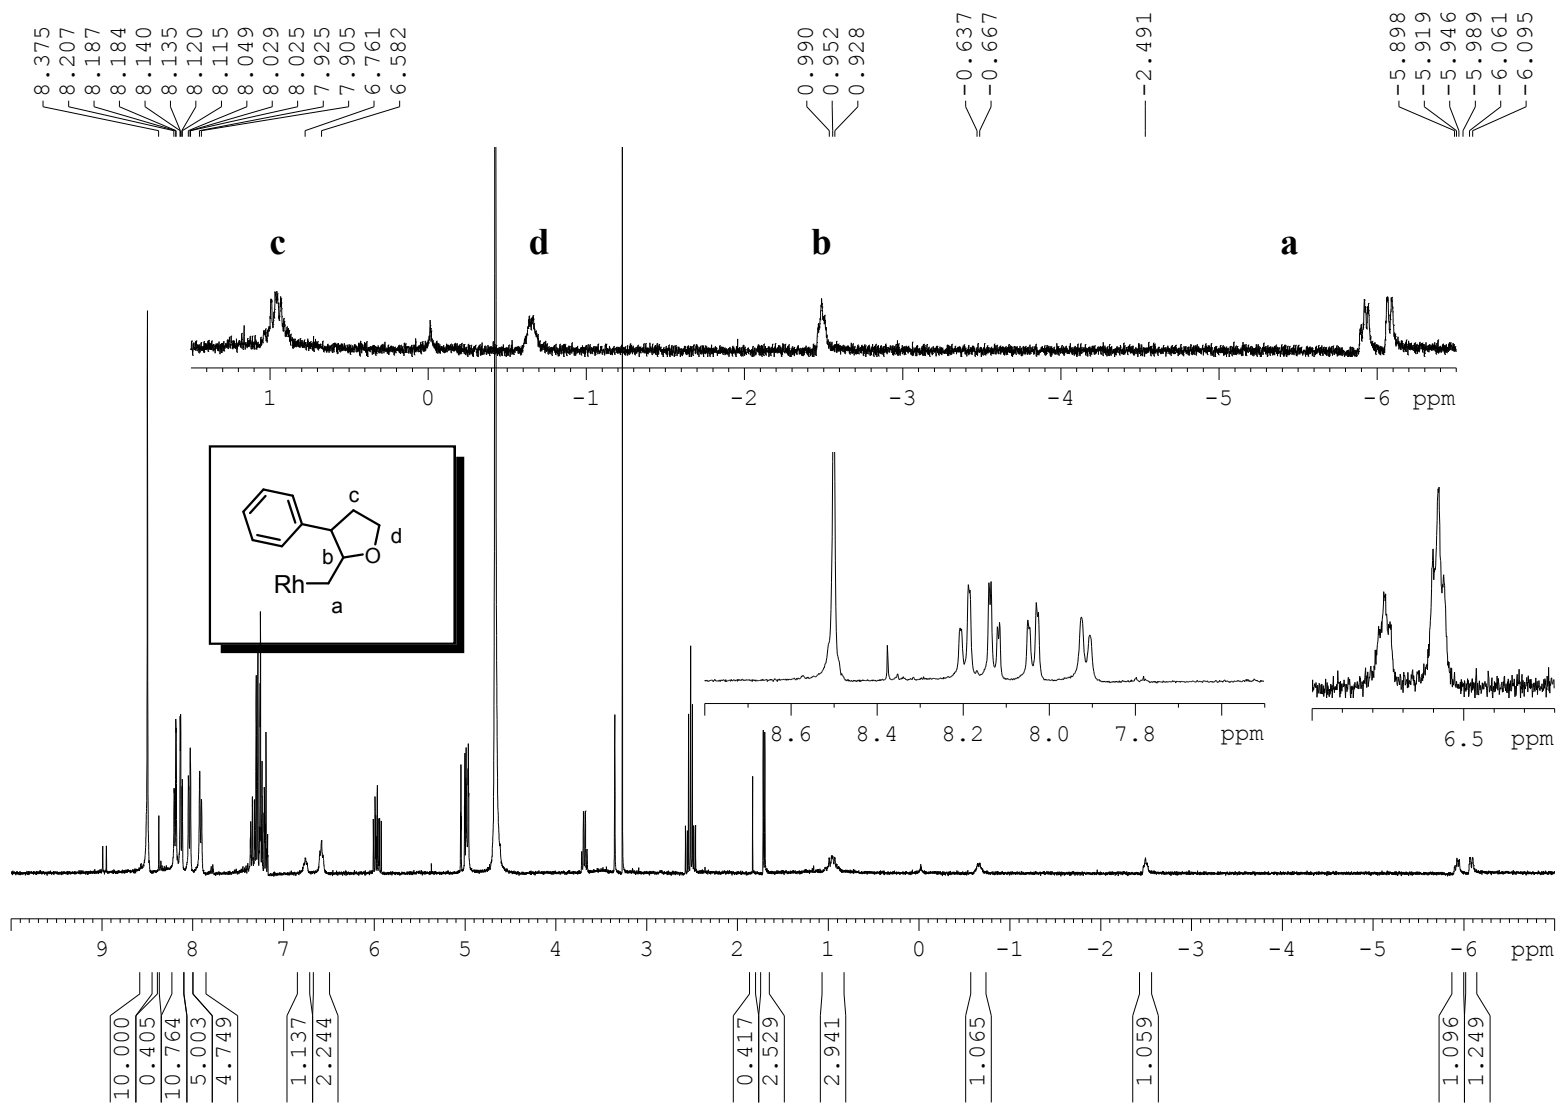 8.375 8.207 8.187 8.184 8.140 8.135 8.120 8.115 8.049 8.029 8.025 7.925 7.905 6.761 6.582 0.990 0.952 0.928 -0.637 -0.667 -2.491 -5.898 -5.919 -5.946 -5.989 -6.061 -6.095
c d b a
1 0 -1 -2 -3 -4 -5 -6 ppm
c
d
b
O
Rh
a
8.6 8.4 8.2 8.0 7.8 ppm
6.5 ppm
9 8 7 6 5 4 3 2 1 0 -1 -2 -3 -4 -5 -6 ppm
10.000 0.405 10.764 5.003 4.749 1.137 2.244 0.417 2.529 2.941 1.065 1.059 1.096 1.249